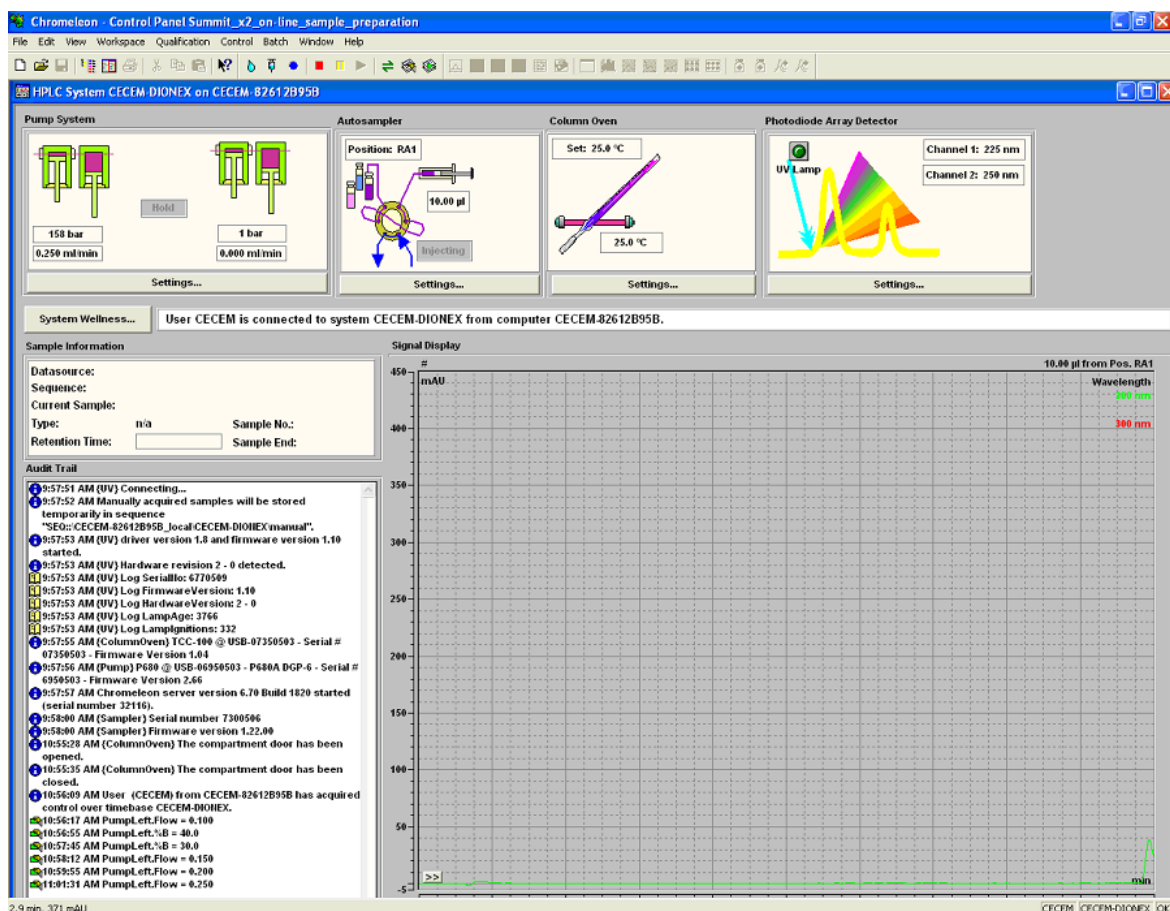 Chromeleon - Control Panel Summit_x2_on-line_sample_preparation
File Edit View Workspace Qualification Control Batch Window Help
HPLC System CECEM-DIONEX on CECEM-82612B95B
Pump System
Autosampler
Column Oven
Photodiode Array Detector
Position: RA1
Set: 25.0 °C
Channel 1: 225 nm
UV Lamp
Channel 2: 250 nm
Hold
10.00 µl
158 bar
1 bar
Injecting
25.0 °C
0.250 ml/min
0.000 ml/min
Settings...
Settings...
Settings...
Settings...
System Wellness...
User CECEM is connected to system CECEM-DIONEX from computer CECEM-82612B95B.
Sample Information
Datasource:
Sequence:
Current Sample:
Type: n/a Sample No.:
Retention Time: Sample End:
Audit Trail
9:57:51 AM {UV} Connecting...
9:57:52 AM Manually acquired samples will be stored
temporarily in sequence
"SEQ::\CECEM-82612B95B_local\CECEM-DIONEX\manual".
9:57:53 AM {UV} driver version 1.8 and firmware version 1.10
started.
9:57:53 AM {UV} Hardware revision 2 - 0 detected.
9:57:53 AM {UV} Log SerialNo: 6770509
9:57:53 AM {UV} Log FirmwareVersion: 1.10
9:57:53 AM {UV} Log HardwareVersion: 2 - 0
9:57:53 AM {UV} Log LampAge: 3766
9:57:53 AM {UV} Log LampIgnitions: 332
9:57:55 AM {ColumnOven} TCC-100 @ USB-07350503 - Serial #
07350503 - Firmware Version 1.04
9:57:56 AM {Pump} P680 @ USB-06950503 - P680A DGP-6 - Serial #
6950503 - Firmware Version 2.66
9:57:57 AM Chromeleon server version 6.70 Build 1820 started
(serial number 32116).
9:58:00 AM {Sampler} Serial number 7300506
9:58:00 AM {Sampler} Firmware version 1.22.00
10:55:28 AM {ColumnOven} The compartment door has been
opened.
10:55:35 AM {ColumnOven} The compartment door has been
closed.
10:56:09 AM User (CECEM) from CECEM-82612B95B has acquired
control over timebase CECEM-DIONEX.
10:56:17 AM PumpLeft.Flow = 0.100
10:56:55 AM PumpLeft.%B = 40.0
10:57:45 AM PumpLeft.%B = 30.0
10:58:12 AM PumpLeft.Flow = 0.150
10:59:55 AM PumpLeft.Flow = 0.200
11:01:31 AM PumpLeft.Flow = 0.250
Signal Display
# 10.00 µl from Pos. RA1
450
mAU
Wavelength
300 nm
400
300 nm
350
300
250
200
150
100
50
>>
min
-5
2.9 min, 371 mAU
CECEM CECEM-DIONEX OK